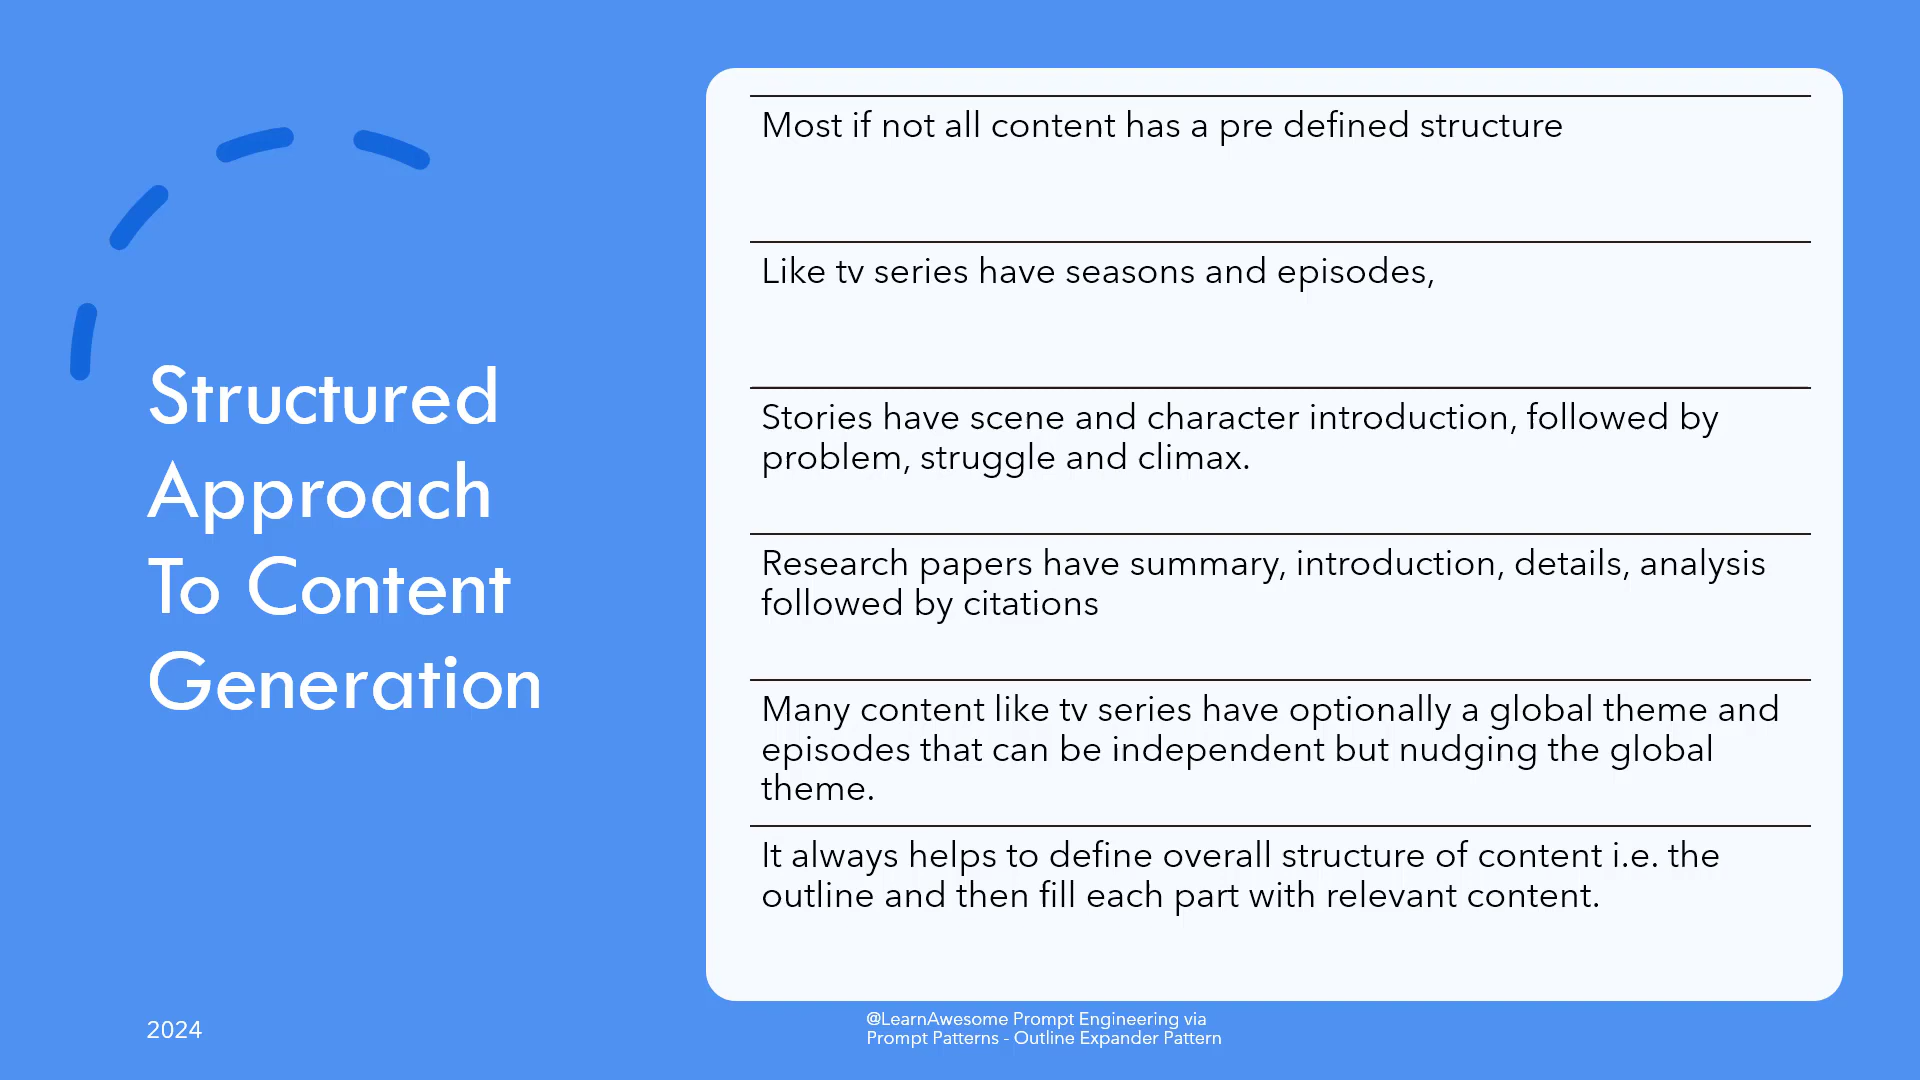 Structured
Approach
To Content
Generation
Most if not all content has a pre defined structure
Like tv series have seasons and episodes,
Stories have scene and character introduction, followed by
problem, struggle and climax.
Research papers have summary, introduction, details, analysis
followed by citations
Many content like tv series have optionally a global theme and
episodes that can be independent but nudging the global
theme.
It always helps to define overall structure of content i.e. the
outline and then fill each part with relevant content.
2024
@LearnAwesome Prompt Engineering via
Prompt Patterns - Outline Expander Pattern